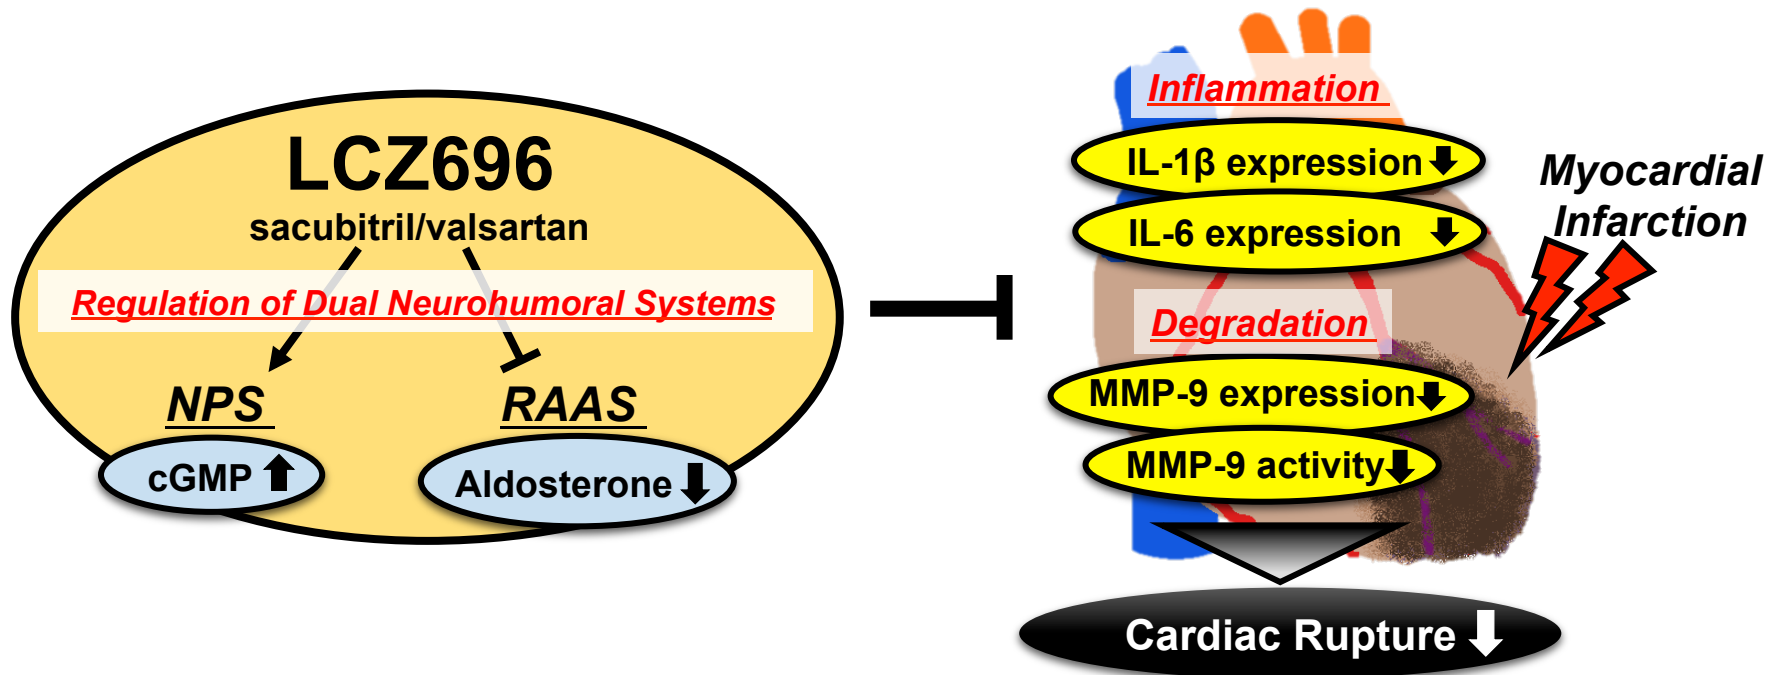 LCZ696
sacubitril/valsartan
Regulation of Dual Neurohumoral Systems
NPS
RAAS
cGMP
Aldosterone
Inflammation
IL-1β expression
IL-6 expression
Degradation
MMP-9 expression
MMP-9 activity
Cardiac Rupture
Myocardial
Infarction